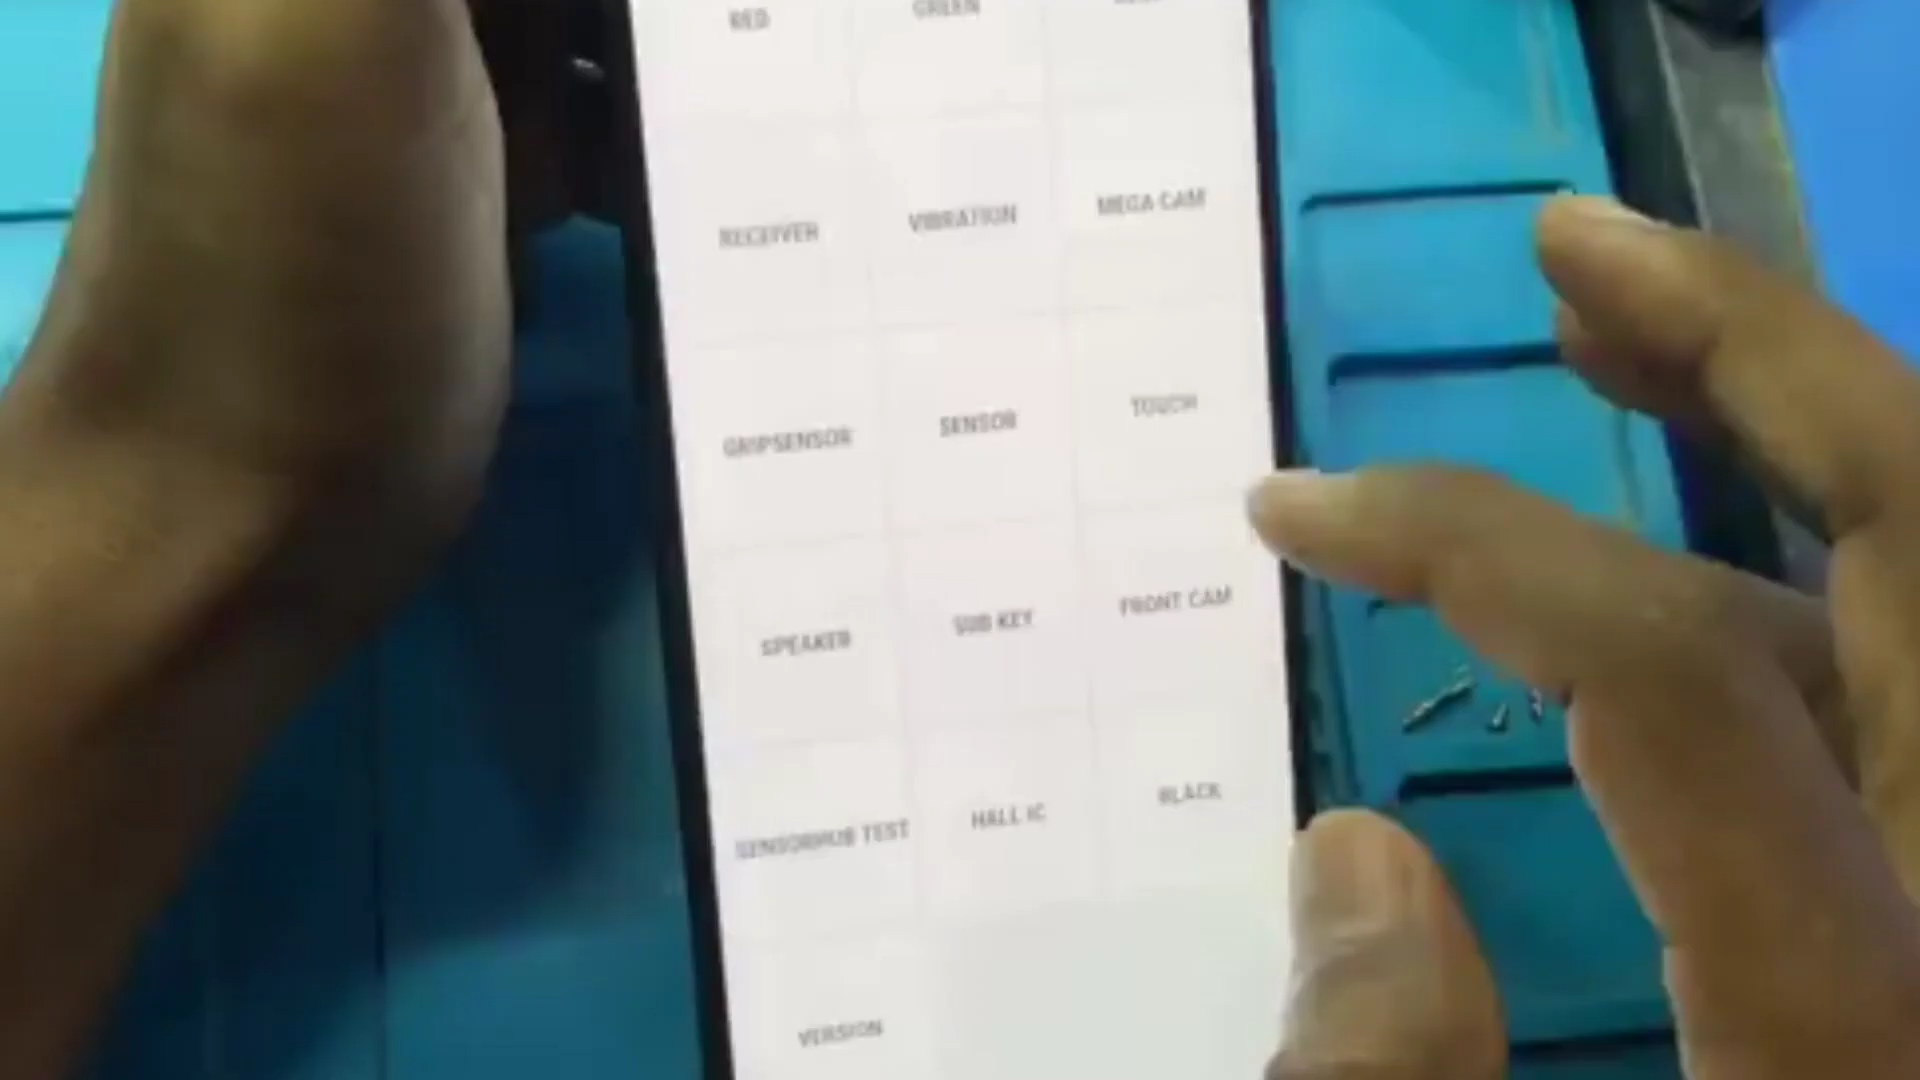 RED
GREEN
RECEIVER
VIBRATION
MEGA CAM
GRIPSENSOR
SENSOR
TOUCH
SPEAKER
SUB KEY
FRONT CAM
SENSORHUB TEST
HALL IC
BLACK
VERSION